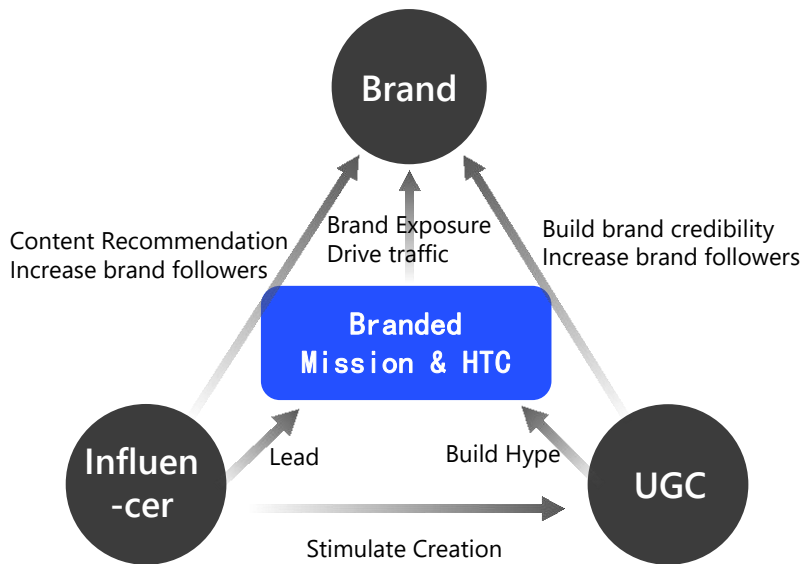 Brand
Content Recommendation
Increase brand followers
Brand Exposure
Drive traffic
Build brand credibility
Increase brand followers
Branded
Mission & HTC
Influen
-cer
Lead
Build Hype
UGC
Stimulate Creation